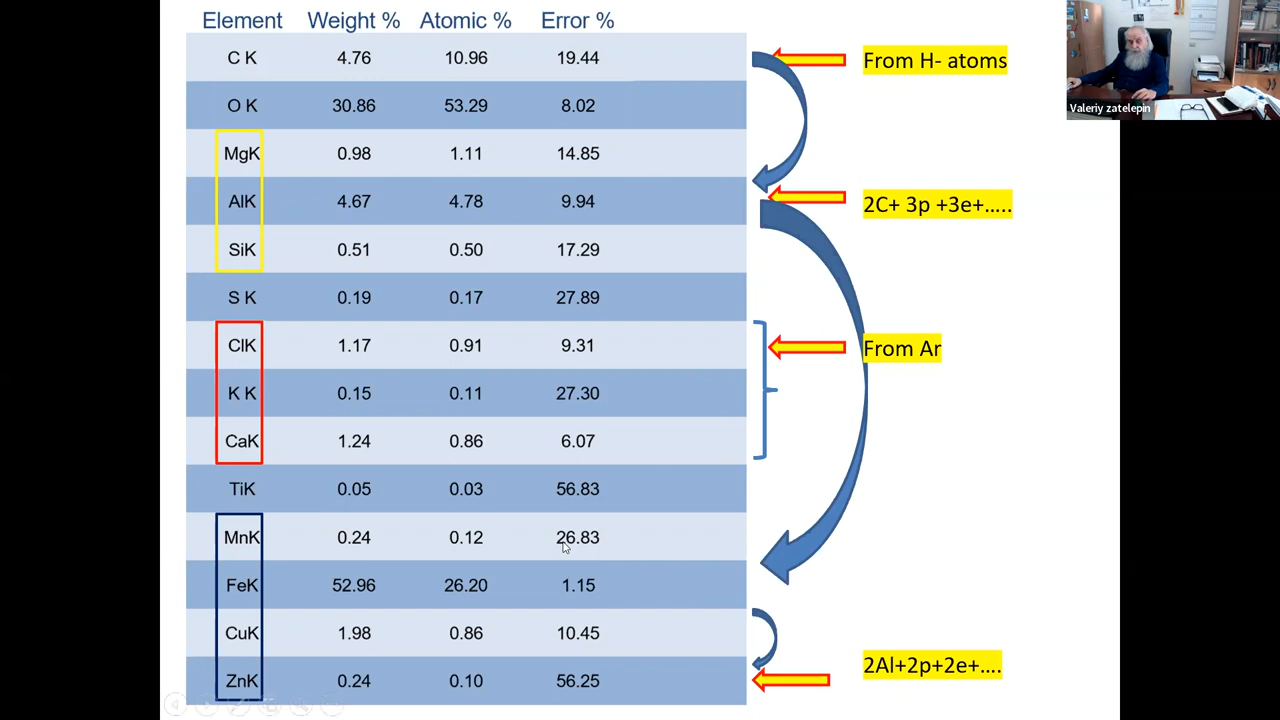 Element Weight % Atomic % Error %
C K 4.76 10.96 19.44
O K 30.86 53.29 8.02
MgK 0.98 1.11 14.85
AlK 4.67 4.78 9.94
SiK 0.51 0.50 17.29
S K 0.19 0.17 27.89
ClK 1.17 0.91 9.31
K K 0.15 0.11 27.30
CaK 1.24 0.86 6.07
TiK 0.05 0.03 56.83
MnK 0.24 0.12 26.83
FeK 52.96 26.20 1.15
CuK 1.98 0.86 10.45
ZnK 0.24 0.10 56.25
From H- atoms
2C+ 3p +3e+.....
From Ar
2Al+2p+2e+....
Valeriy zatelepin